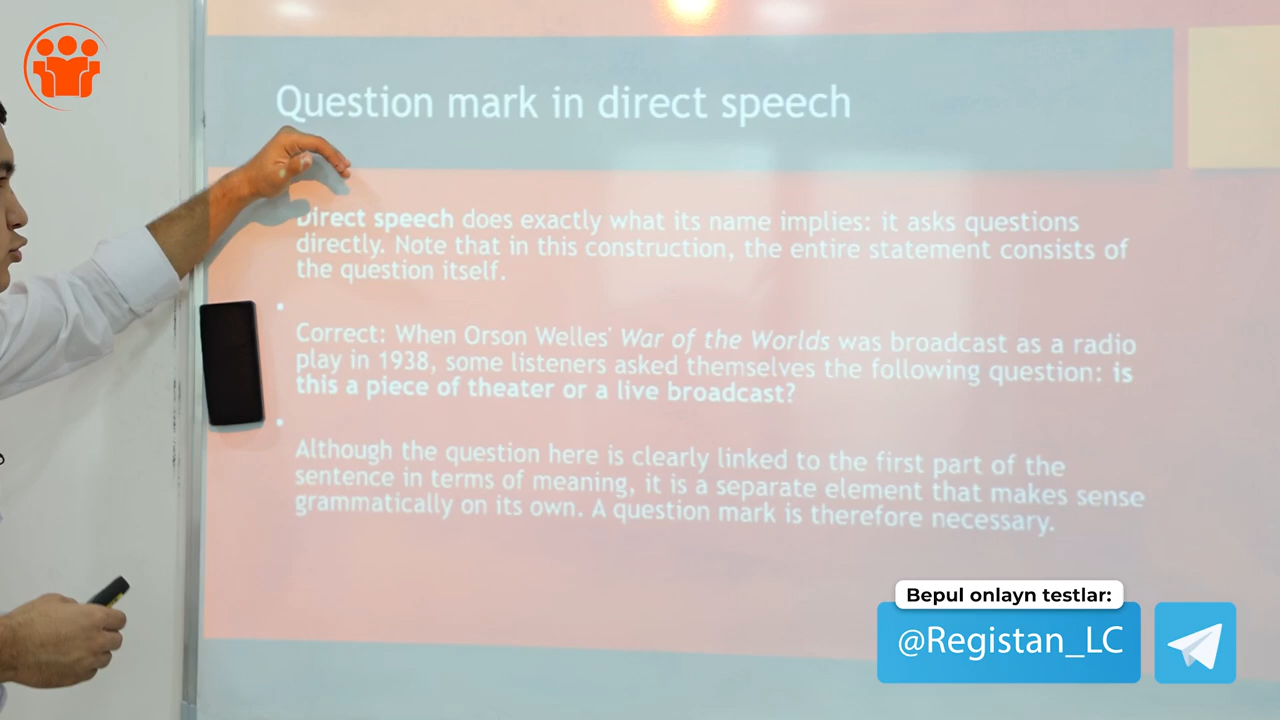 Question mark in direct speech
Direct speech does exactly what its name implies: it asks questions
directly. Note that in this construction, the entire statement consists of
the question itself.
Correct: When Orson Welles' War of the Worlds was broadcast as a radio
play in 1938, some listeners asked themselves the following question: is
this a piece of theater or a live broadcast?
Although the question here is clearly linked to the first part of the
sentence in terms of meaning, it is a separate element that makes sense
grammatically on its own. A question mark is therefore necessary.
Bepul onlayn testlar:
@Registan_LC